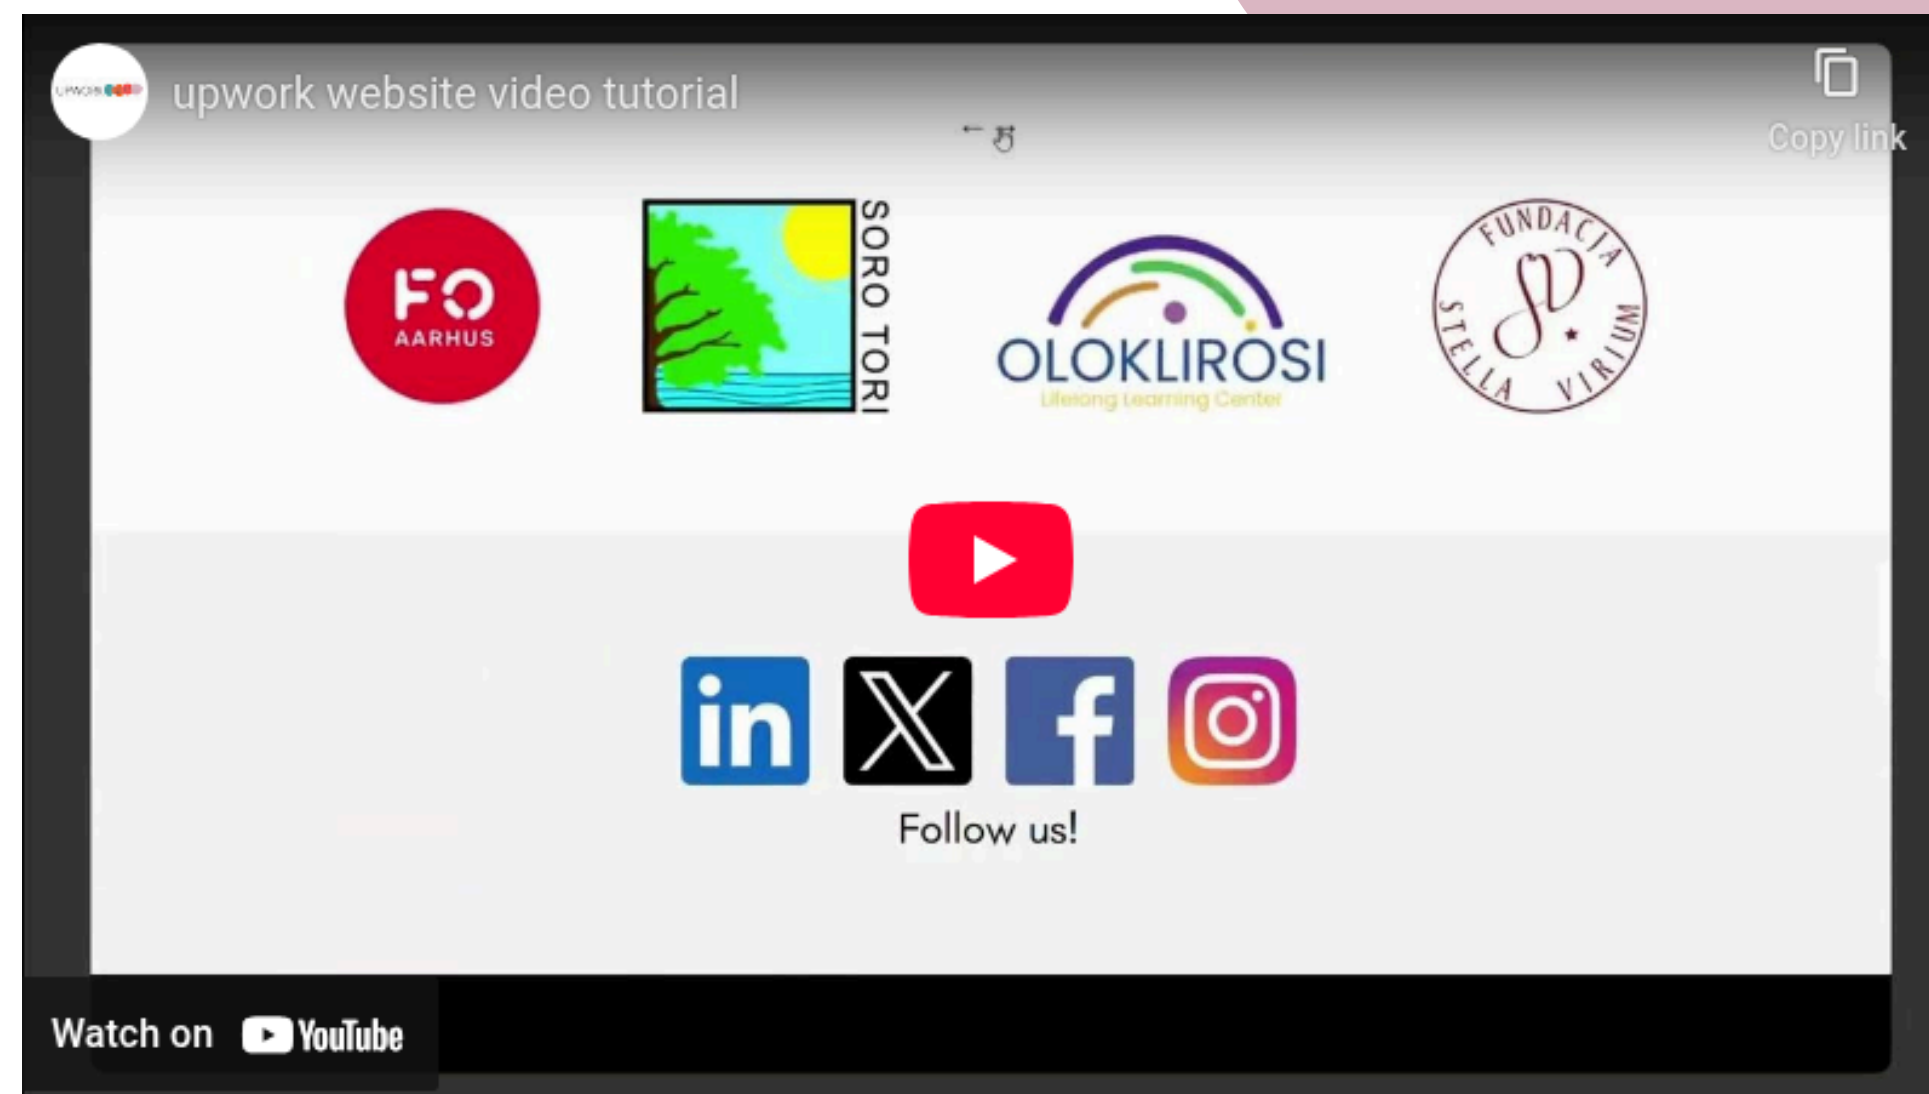 upwork website video tutorial
Copy link
FO
AARHUS
SORO TORI
OLOKLIROSI
Lifelong Learning Center
FUNDACJA
STELLA VIRIUM
in
X
f
Follow us!
Watch on YouTube